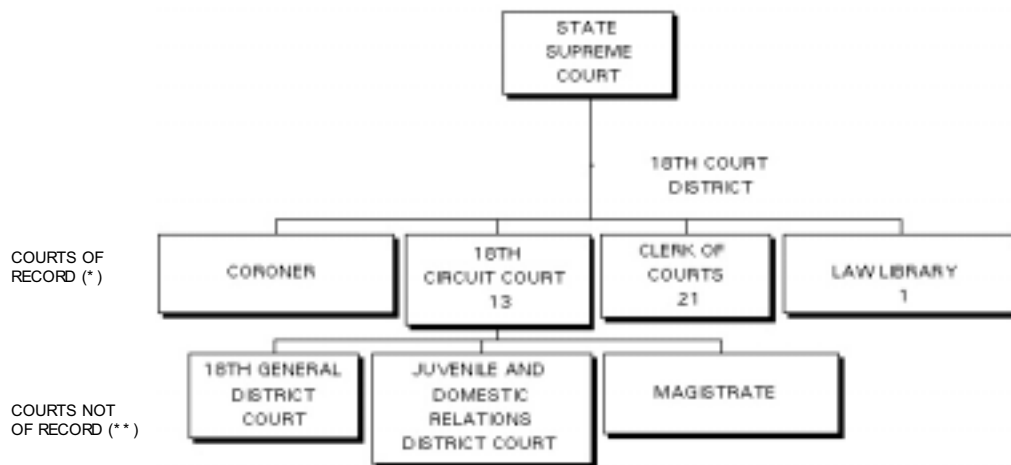 STATE
SUPREME
COURT
18TH COURT
DISTRICT
COURTS OF
RECORD (*)
CORONER
18TH
CIRCUIT COURT
13
CLERK OF
COURTS
21
LAW LIBRARY
1
COURTS NOT
OF RECORD (**)
18TH GENERAL
DISTRICT
COURT
JUVENILE AND
DOMESTIC
RELATIONS
DISTRICT COURT
MAGISTRATE